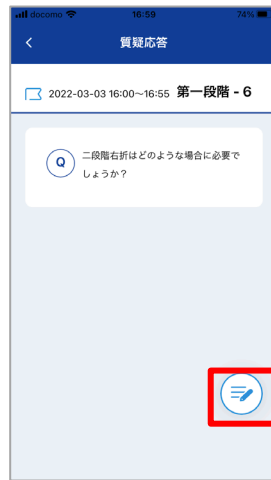 docomo 16:59 74%
質疑応答
2022-03-03 16:00~16:55 第一段階 - 6
Q 二段階右折はどのような場合に必要で
しょうか？